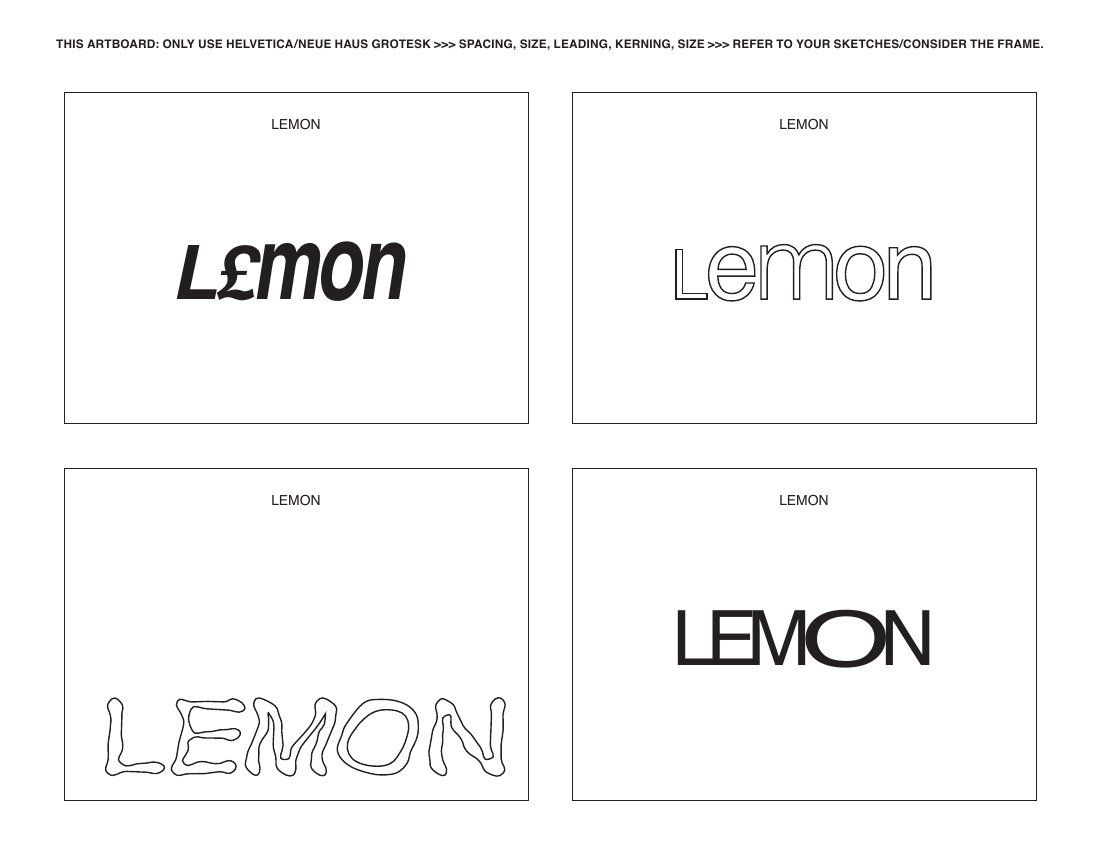 THIS ARTBOARD: ONLY USE HELVETICA/NEUE HAUS GROTESK >>> SPACING, SIZE, LEADING, KERNING, SIZE >>> REFER TO YOUR SKETCHES/CONSIDER THE FRAME.
LEMON
L£mon
LEMON
Lemon
LEMON
LEMON
LEMON
LEMON